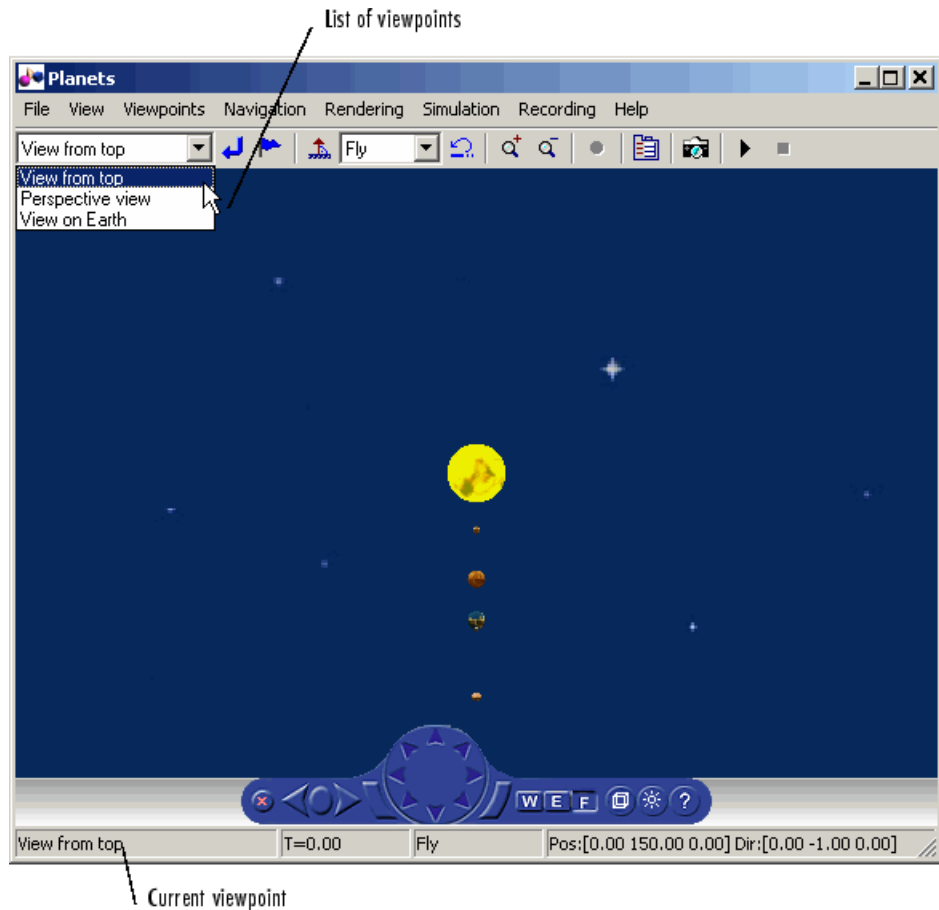 List of viewpoints
Planets
File View Viewpoints Navigation Rendering Simulation Recording Help
View from top Fly
View from top
Perspective view
View on Earth
W E F ?
View from top T=0.00 Fly Pos:[0.00 150.00 0.00] Dir:[0.00 -1.00 0.00]
Current viewpoint